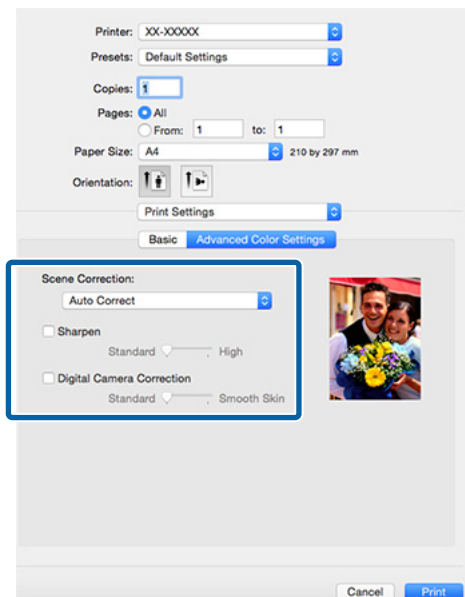 Printer: XX-XXXXX
Presets: Default Settings
Copies: 1
Pages: All
From: 1 to: 1
Paper Size: A4 210 by 297 mm
Orientation:
Print Settings
Basic Advanced Color Settings
Scene Correction:
Auto Correct
Sharpen
Standard High
Digital Camera Correction
Standard Smooth Skin
Cancel Print